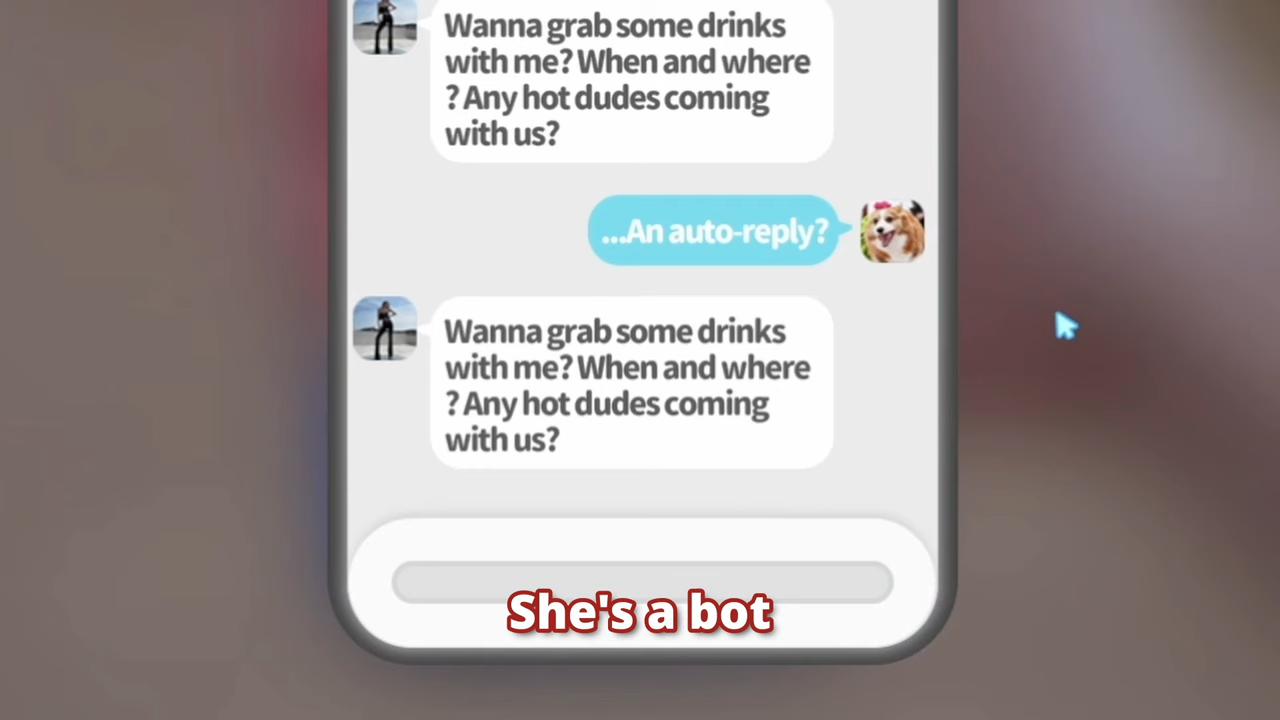 Wanna grab some drinks
with me? When and where
? Any hot dudes coming
with us?
...An auto-reply?
Wanna grab some drinks
with me? When and where
? Any hot dudes coming
with us?
She's a bot